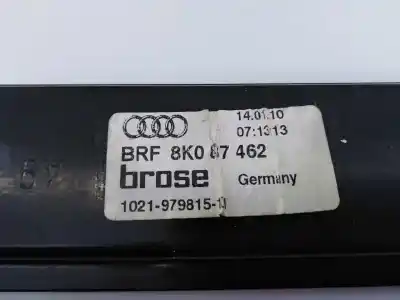 14.01.10
07:13:13
BRF 8K0 87 462
brose
Germany
1021-979815-1